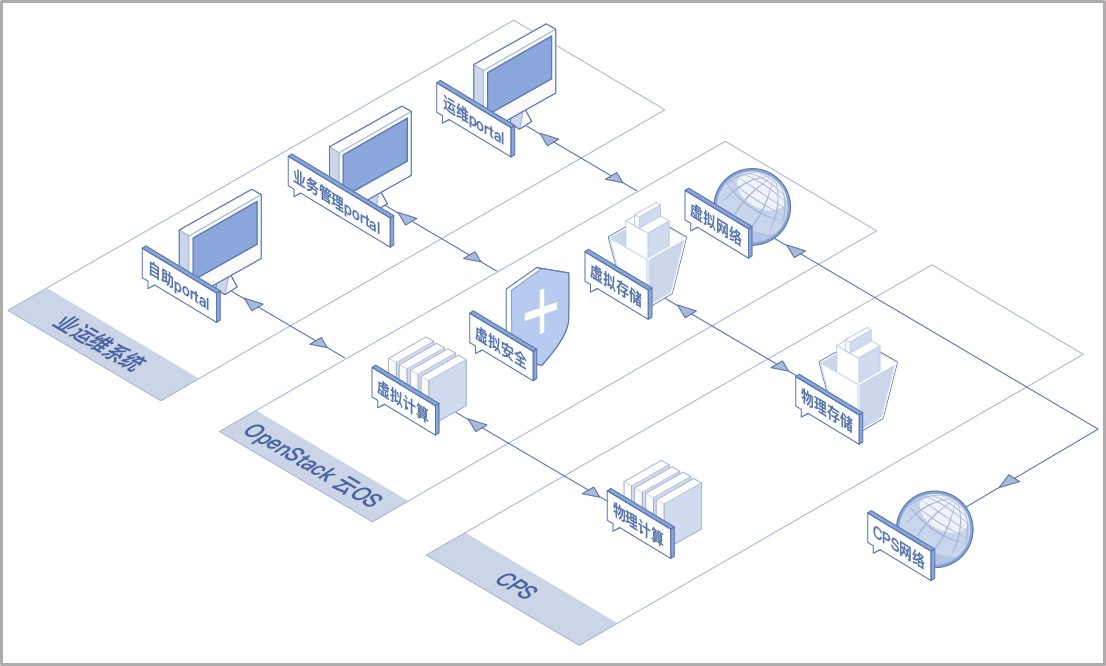 运维portal
业务管理portal
自助portal
业运维系统
虚拟网络
虚拟存储
虚拟安全
虚拟计算
OpenStack 云OS
物理存储
物理计算
CPS网络
CPS